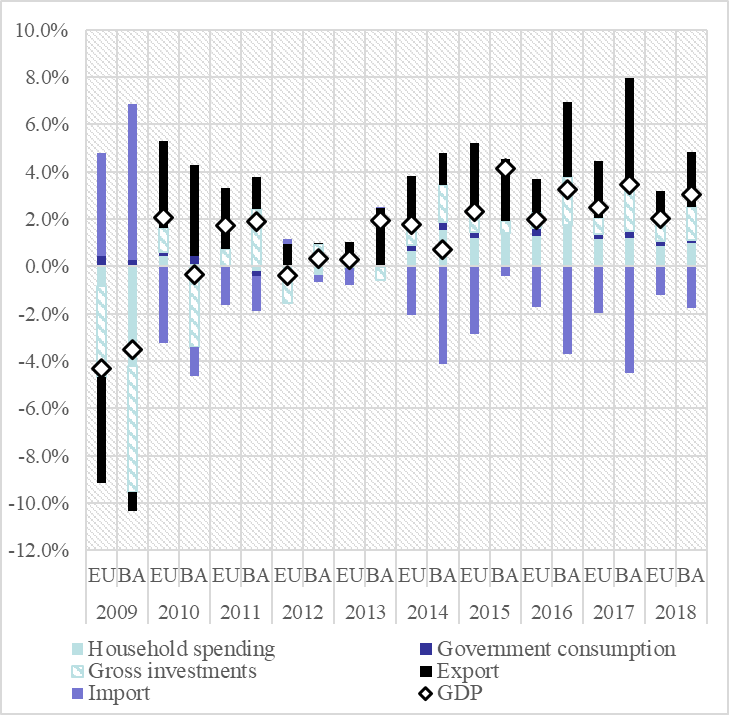 10.0%
8.0%
6.0%
4.0%
2.0%
0.0%
-2.0%
-4.0%
-6.0%
-8.0%
-10.0%
-12.0%
EU BA EU BA EU BA EU BA EU BA EU BA EU BA EU BA EU BA EU BA
2009 2010 2011 2012 2013 2014 2015 2016 2017 2018
Household spending Government consumption
Gross investments Export
Import GDP